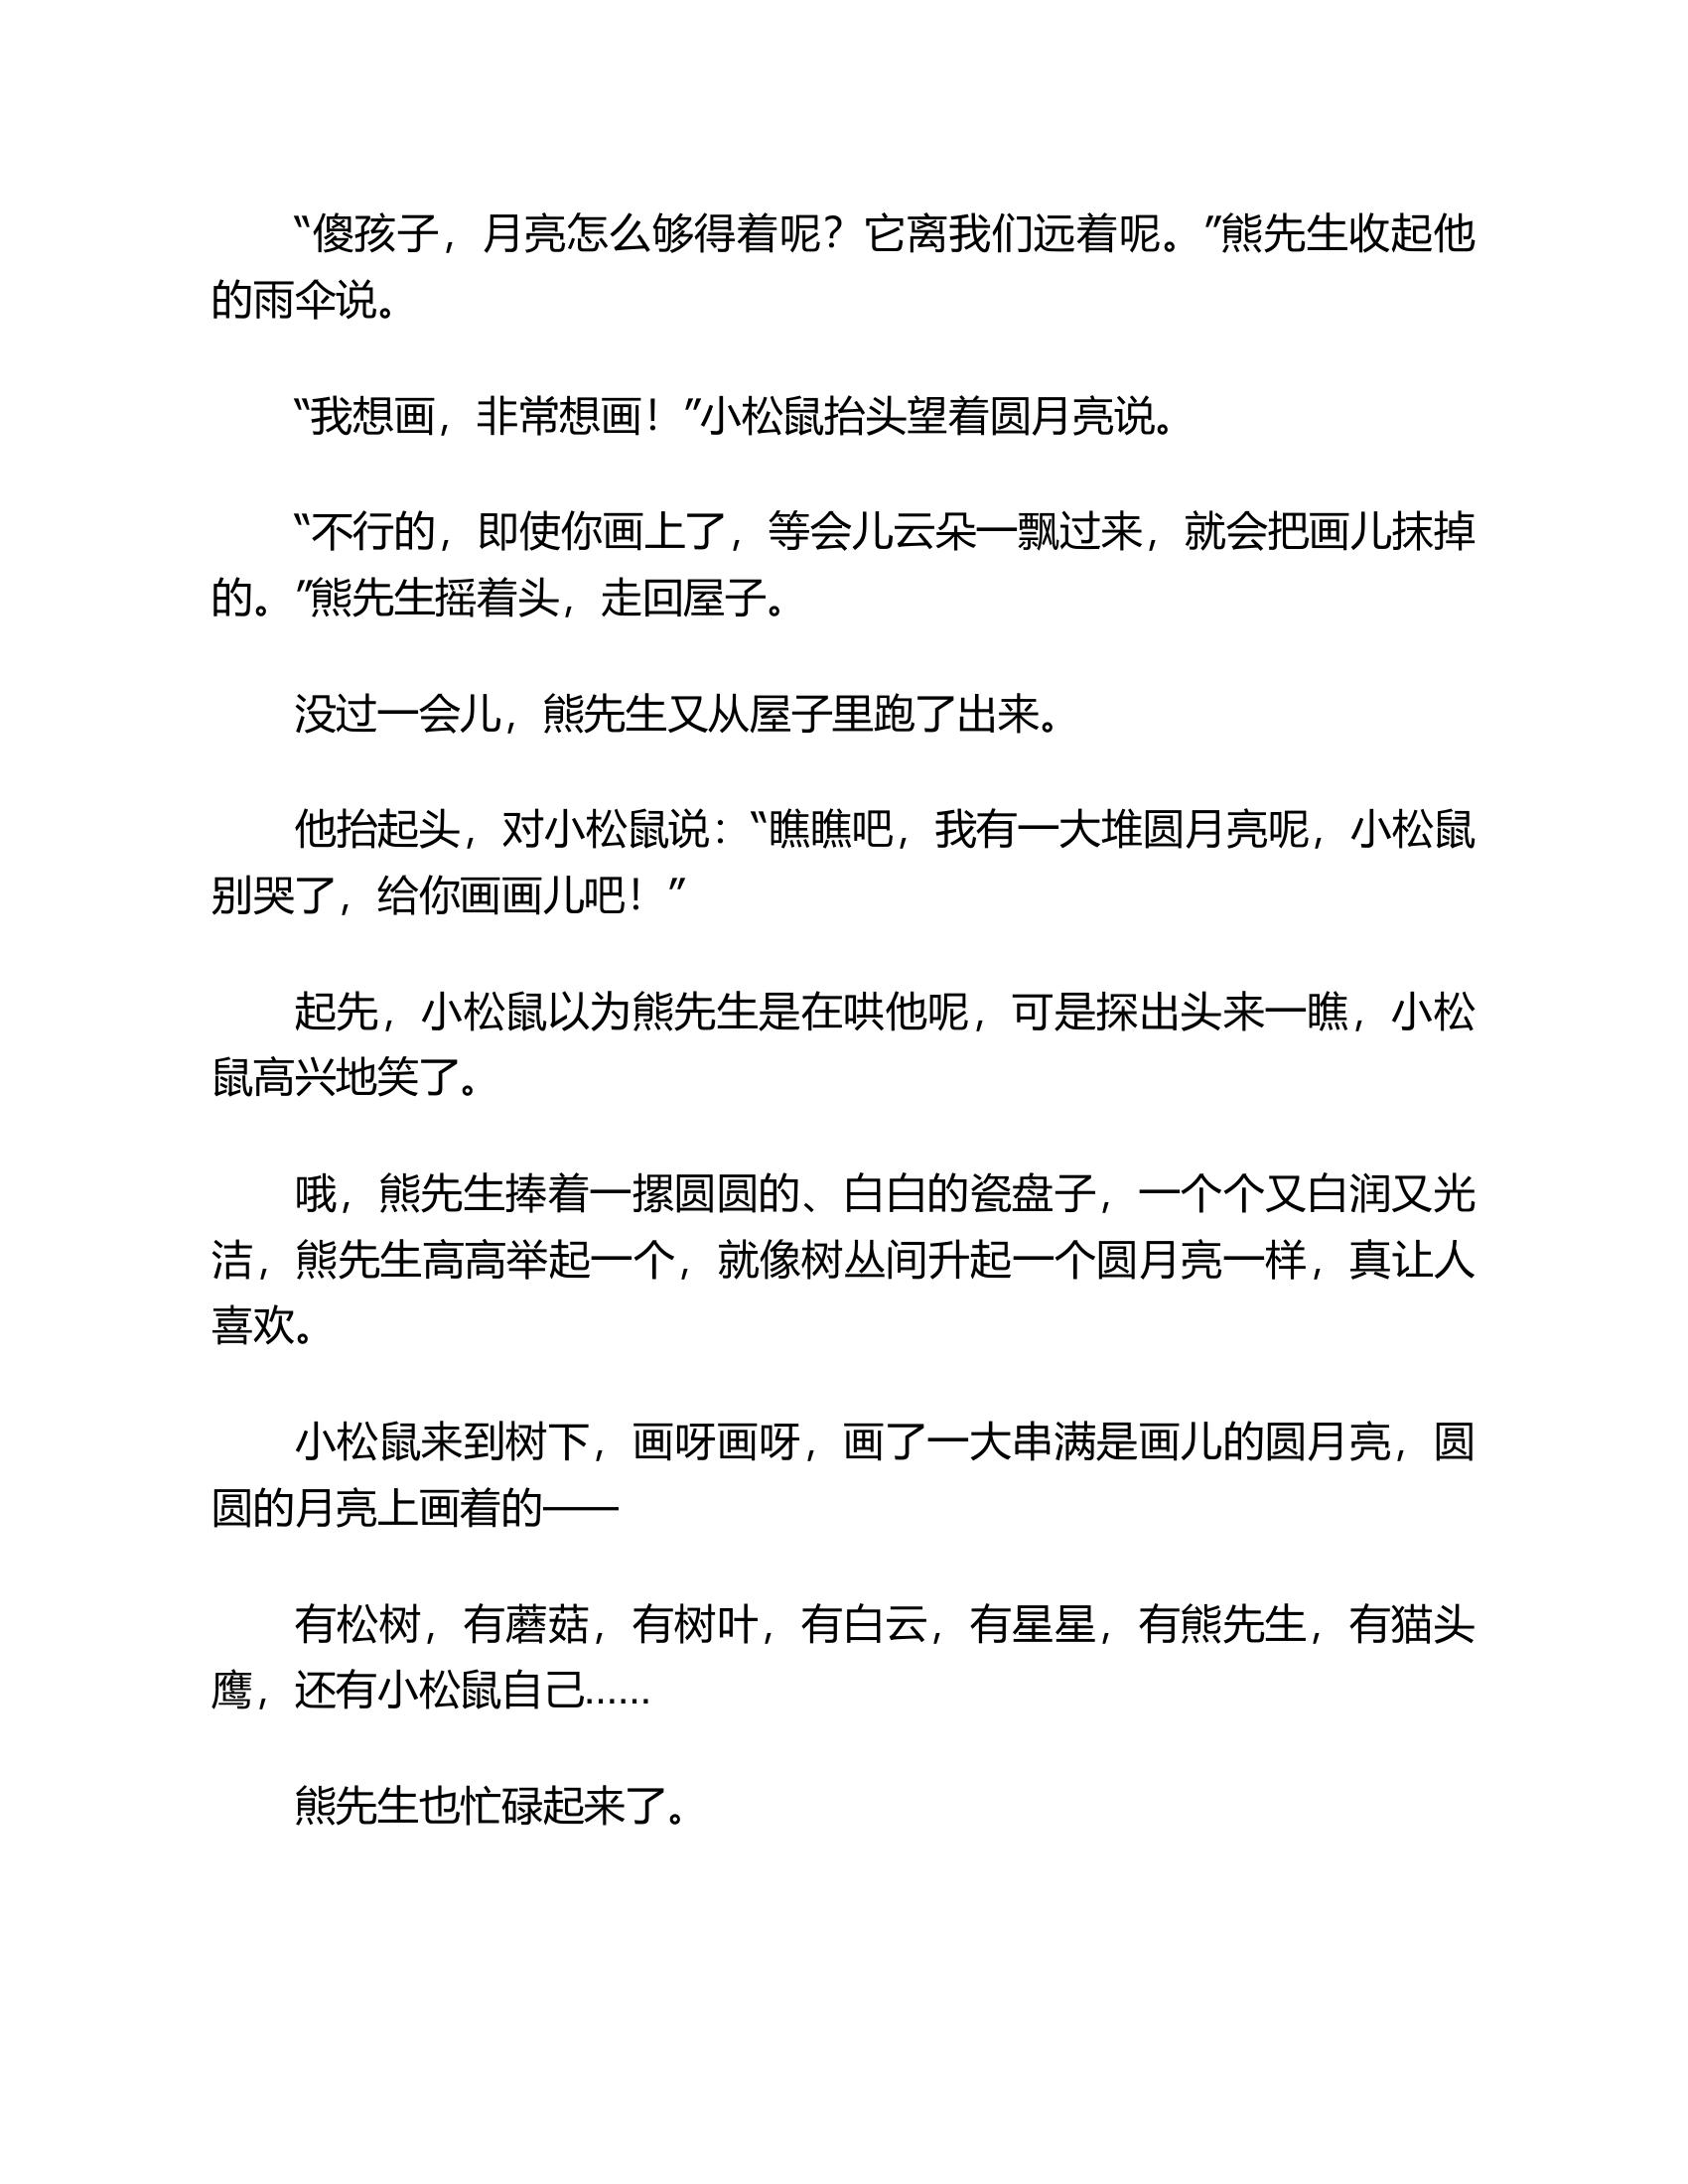 “傻孩子，月亮怎么够得着呢？它离我们远着呢。”熊先生收起他
的雨伞说。
“我想画，非常想画！”小松鼠抬头望着圆月亮说。
“不行的，即使你画上了，等会儿云朵一飘过来，就会把画儿抹掉
的。”熊先生摇着头，走回屋子。
没过一会儿，熊先生又从屋子里跑了出来。
他抬起头，对小松鼠说：“瞧瞧吧，我有一大堆圆月亮呢，小松鼠
别哭了，给你画画儿吧！”
起先，小松鼠以为熊先生是在哄他呢，可是探出头来一瞧，小松
鼠高兴地笑了。
哦，熊先生捧着一摞圆圆的、白白的瓷盘子，一个个又白润又光
洁，熊先生高高举起一个，就像树丛间升起一个圆月亮一样，真让人
喜欢。
小松鼠来到树下，画呀画呀，画了一大串满是画儿的圆月亮，圆
圆的月亮上画着的——
有松树，有蘑菇，有树叶，有白云，有星星，有熊先生，有猫头
鹰，还有小松鼠自己……
熊先生也忙碌起来了。